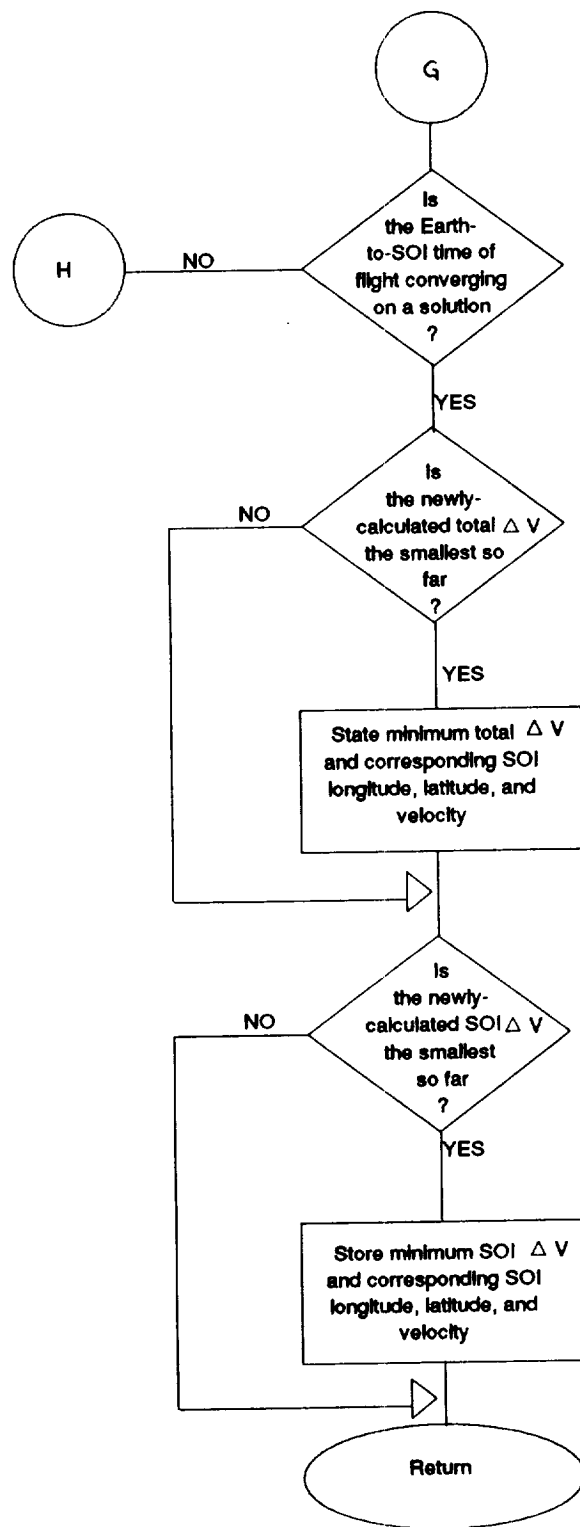 G
Is
the Earth-
to-SOI time of
flight converging
on a solution
?
NO
H
YES
Is
the newly-
calculated total Δ V
the smallest so
far
?
NO
YES
State minimum total Δ V
and corresponding SOI
longitude, latitude, and
velocity
Is
the newly-
calculated SOI Δ V
the smallest
so far
?
NO
YES
Store minimum SOI Δ V
and corresponding SOI
longitude, latitude, and
velocity
Return